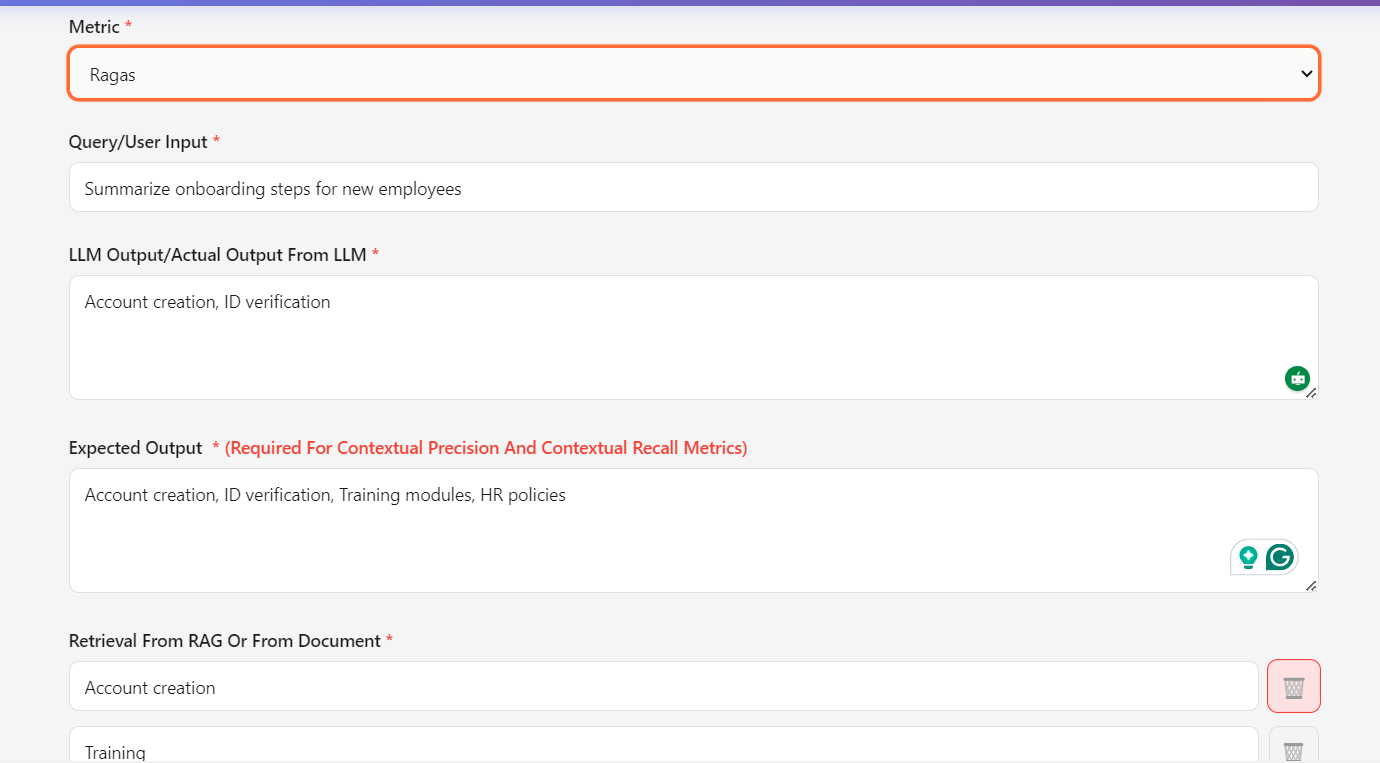 Metric *
Ragas
Query/User Input *
Summarize onboarding steps for new employees
LLM Output/Actual Output From LLM *
Account creation, ID verification
Expected Output * (Required For Contextual Precision And Contextual Recall Metrics)
Account creation, ID verification, Training modules, HR policies
Retrieval From RAG Or From Document *
Account creation
Training